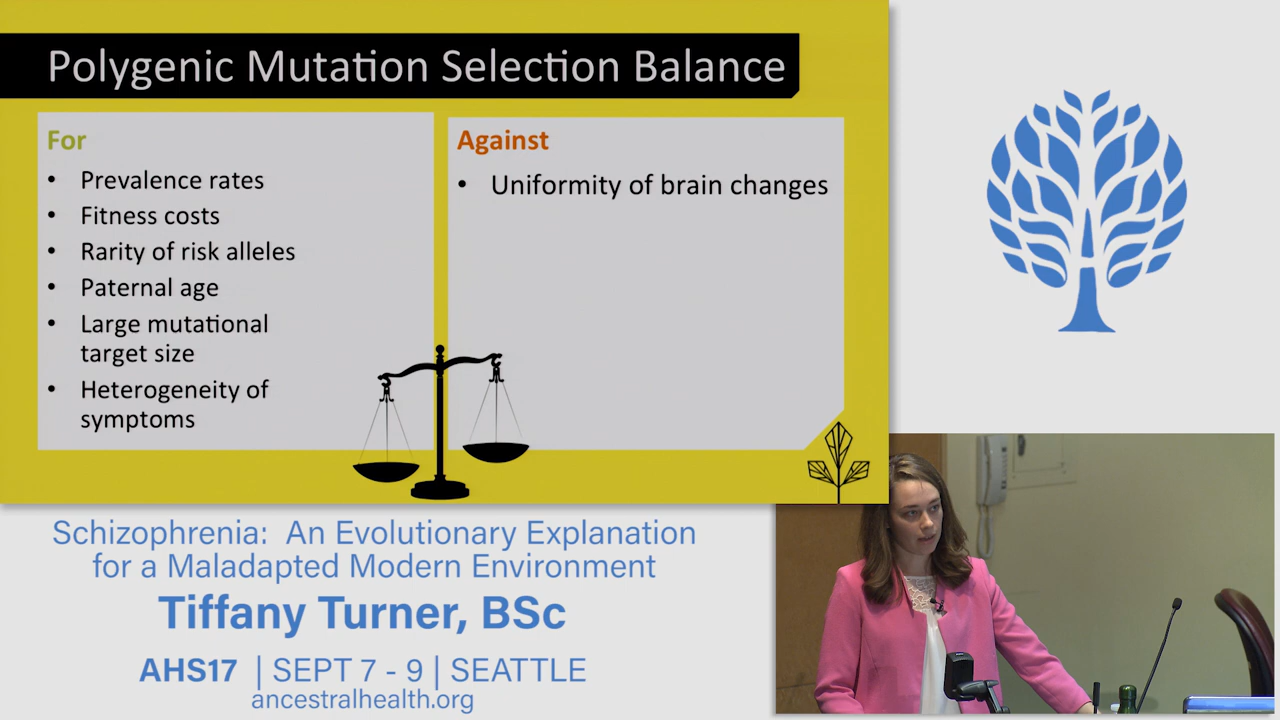 Polygenic Mutation Selection Balance
For
• Prevalence rates
• Fitness costs
• Rarity of risk alleles
• Paternal age
• Large mutational
target size
• Heterogeneity of
symptoms
Against
• Uniformity of brain changes
Schizophrenia: An Evolutionary Explanation
for a Maladapted Modern Environment
Tiffany Turner, BSc
AHS17 | SEPT 7 - 9 | SEATTLE
ancestralhealth.org